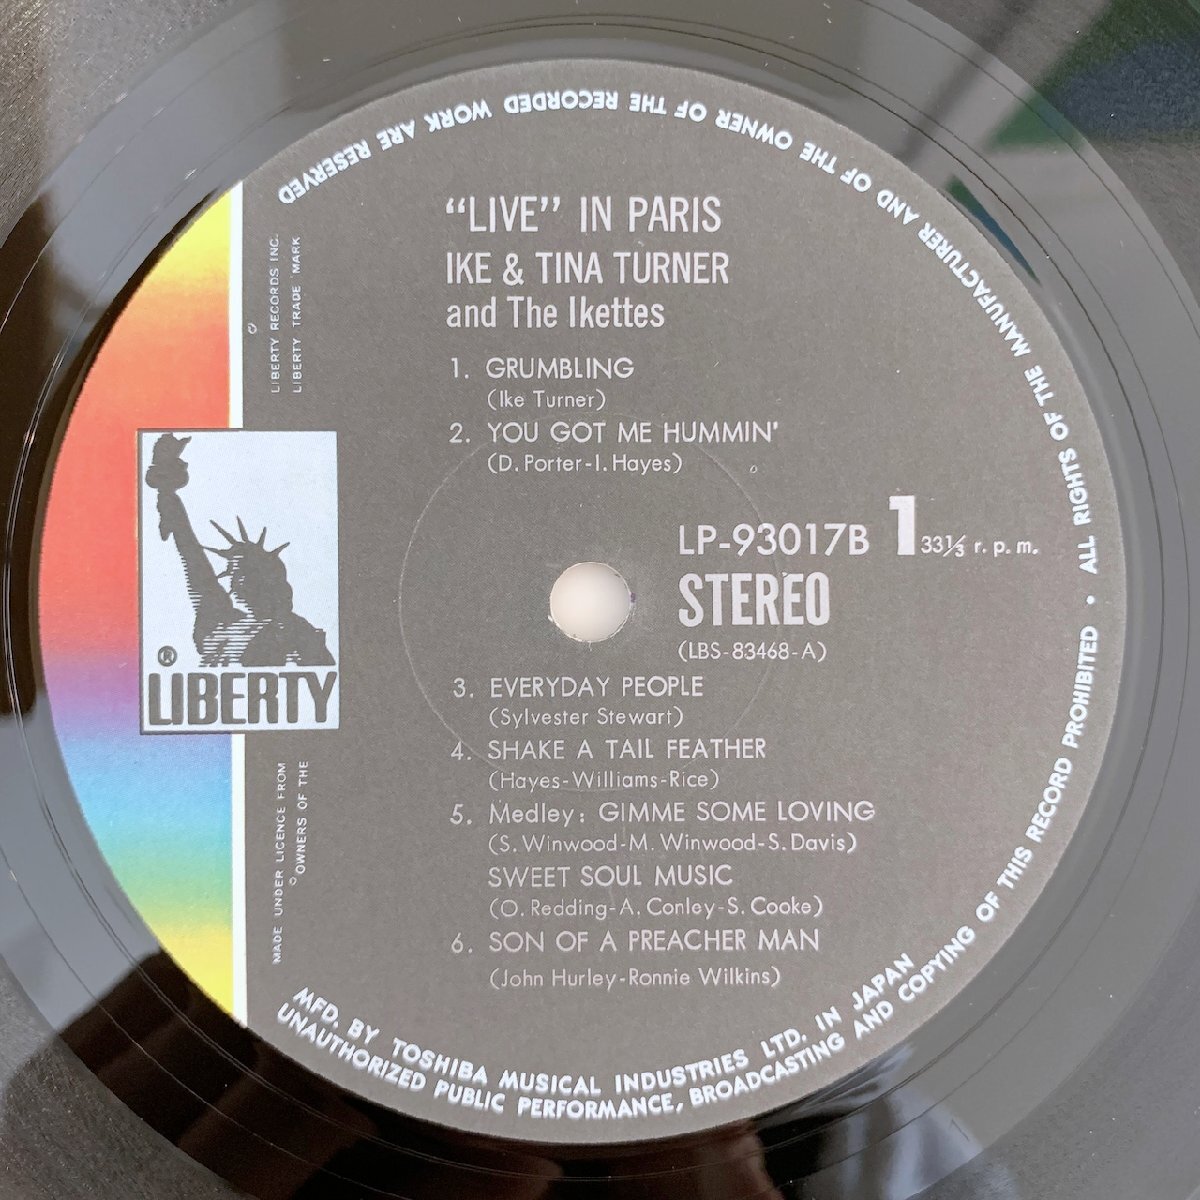 "LIVE" IN PARIS
IKE & TINA TURNER
and The Ikettes
1. GRUMBLING
(Ike Turner)
2. YOU GOT ME HUMMIN'
(D. Porter-I. Hayes)
LP-93017B 1 33⅓ r. p. m.
STEREO
(LBS-83468-A)
3. EVERYDAY PEOPLE
(Sylvester Stewart)
4. SHAKE A TAIL FEATHER
(Hayes-Williams-Rice)
5. Medley: GIMME SOME LOVING
(S. Winwood-M. Winwood-S. Davis)
SWEET SOUL MUSIC
(O. Redding-A. Conley-S. Cooke)
6. SON OF A PREACHER MAN
(John Hurley-Ronnie Wilkins)
® LIBERTY
LIBERTY RECORDS INC.
LIBERTY TRADE MARK
MADE UNDER LICENCE FROM
OWNERS OF THE
MFD. BY TOSHIBA MUSICAL INDUSTRIES LTD. IN JAPAN
UNAUTHORIZED PUBLIC PERFORMANCE, BROADCASTING AND COPYING OF THIS RECORD PROHIBITED • ALL RIGHTS OF THE MANUFACTURER AND OF THE OWNER OF THE RECORDED WORK ARE RESERVED